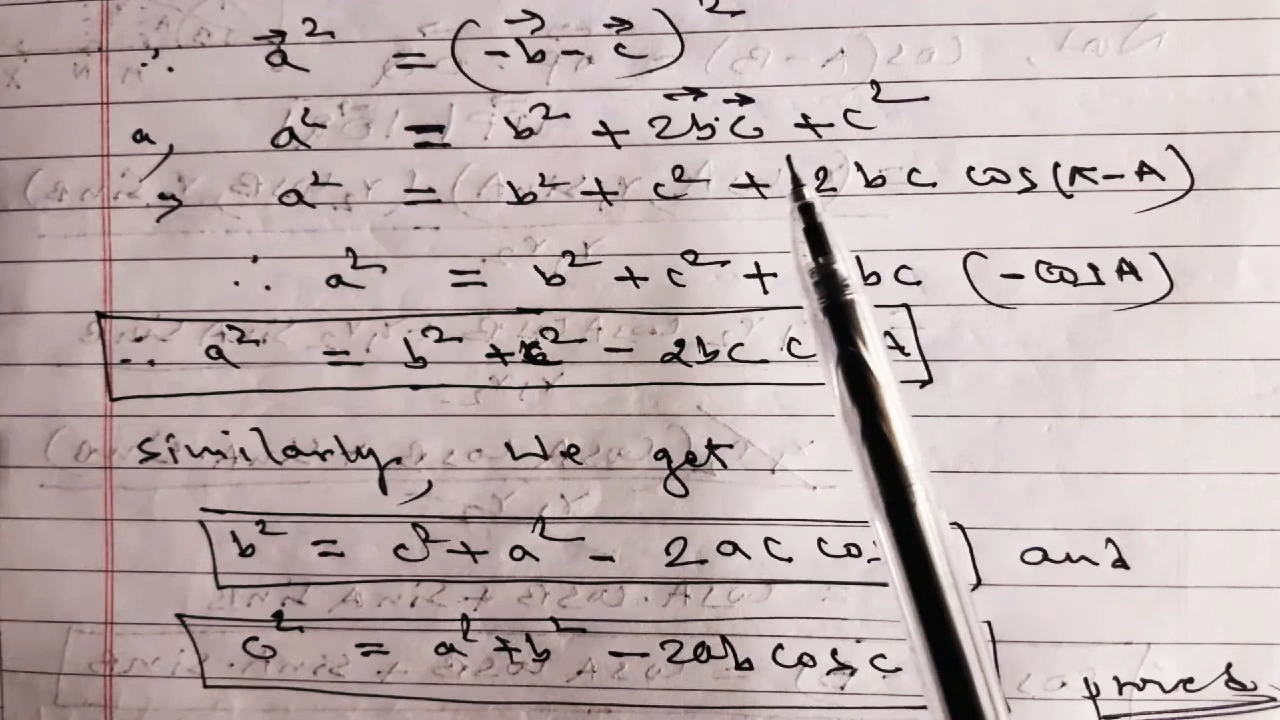 ∴ a⃗² = (-b⃗ - c⃗)²
a, a² = b² + 2b⃗.c⃗ + c²
⇒ a² = b² + c² + 2bc cos(π-A)
∴ a² = b² + c² + bc (-cosA)
∴ a² = b² + c² - 2bc c
similarly, we get
b² = c² + a² - 2ac co and
c² = a² + b² - 2ab cos c
proved